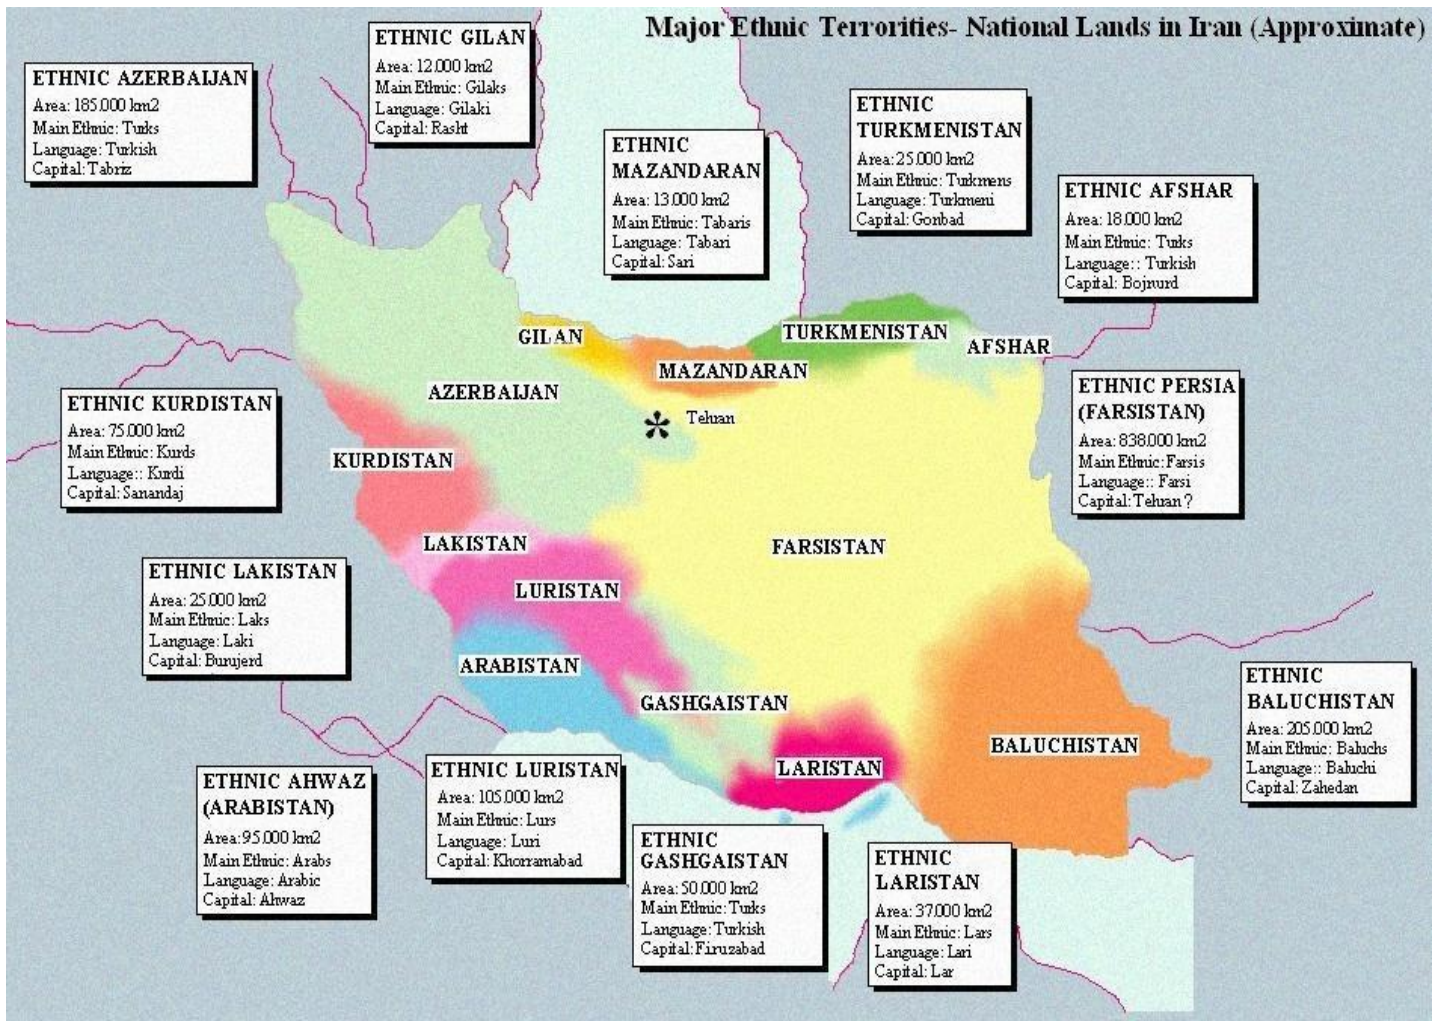 Major Ethnic Terrorities- National Lands in Iran (Approximate)
ETHNIC GILAN
Area: 12.000 km2
Main Ethnic: Gilaks
Language: Gilaki
Capital: Rasht
ETHNIC AZERBAIJAN
Area: 185.000 km2
Main Ethnic: Turks
Language: Turkish
Capital: Tabriz
ETHNIC
MAZANDARAN
Area: 13.000 km2
Main Ethnic: Tabaris
Language: Tabari
Capital: Sari
ETHNIC
TURKMENISTAN
Area: 25.000 km2
Main Ethnic: Turkmens
Language: Turkmeni
Capital: Gonbad
ETHNIC AFSHAR
Area: 18.000 km2
Main Ethnic: Turks
Language:: Turkish
Capital: Bojnurd
GILAN
MAZANDARAN
TURKMENISTAN
AFSHAR
AZERBAIJAN
Tehran
KURDISTAN
LAKISTAN
LURISTAN
FARSISTAN
ARABISTAN
GASHGAISTAN
LARISTAN
BALUCHISTAN
ETHNIC KURDISTAN
Area: 75.000 km2
Main Ethnic: Kurds
Language:: Kurdi
Capital: Sanandaj
ETHNIC PERSIA
(FARSISTAN)
Area: 838.000 km2
Main Ethnic: Farsis
Language:: Farsi
Capital: Tehran ?
ETHNIC LAKISTAN
Area: 25.000 km2
Main Ethnic: Laks
Language: Laki
Capital: Burujerd
ETHNIC
BALUCHISTAN
Area: 205.000 km2
Main Ethnic: Baluchs
Language:: Baluchi
Capital: Zahedan
ETHNIC AHWAZ
(ARABISTAN)
Area: 95.000 km2
Main Ethnic: Arabs
Language: Arabic
Capital: Ahwaz
ETHNIC LURISTAN
Area: 105.000 km2
Main Ethnic: Lurs
Language: Luri
Capital: Khorramabad
ETHNIC
GASHGAISTAN
Area: 50.000 km2
Main Ethnic: Turks
Language: Turkish
Capital: Firuzabad
ETHNIC
LARISTAN
Area: 37.000 km2
Main Ethnic: Lars
Language: Lari
Capital: Lar